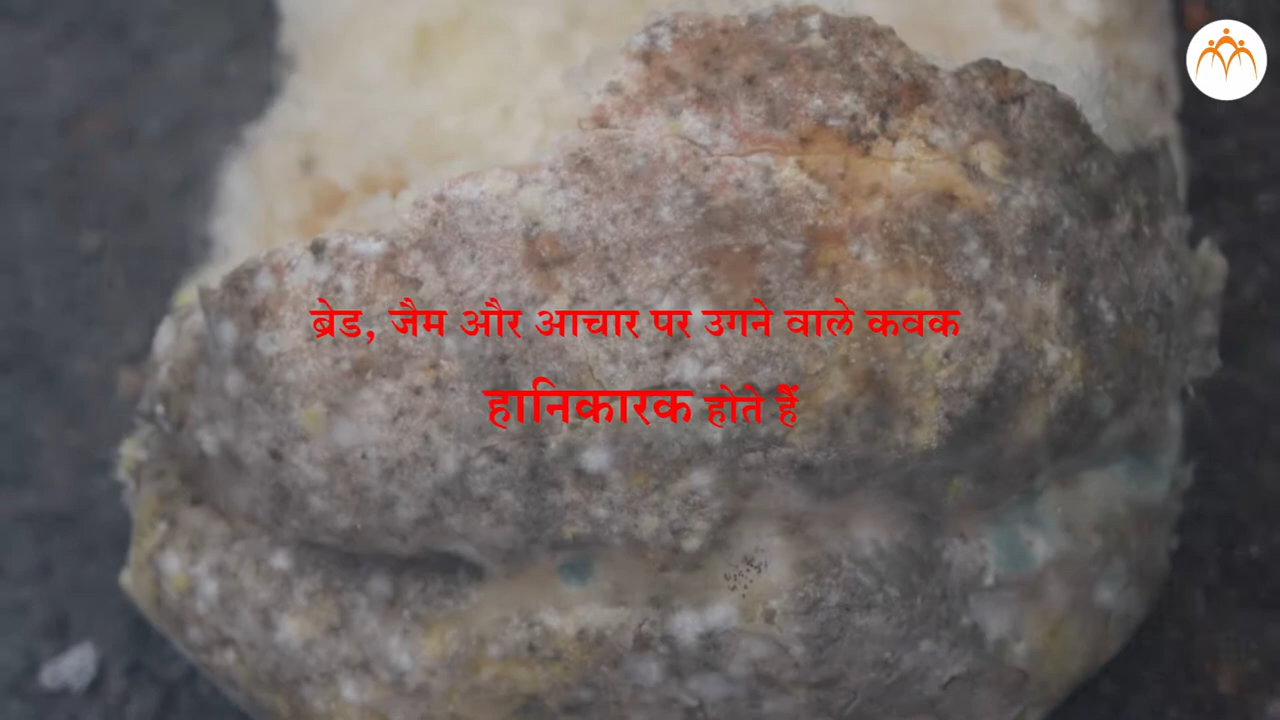 ब्रेड, जैम और आचार पर उगने वाले कवक
हानिकारक होते हैं